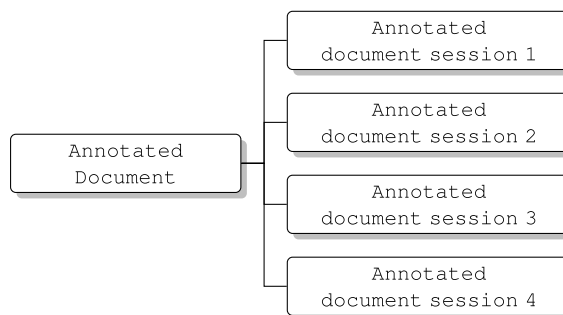 Annotated
document session 1
Annotated
document session 2
Annotated
Document
Annotated
document session 3
Annotated
document session 4